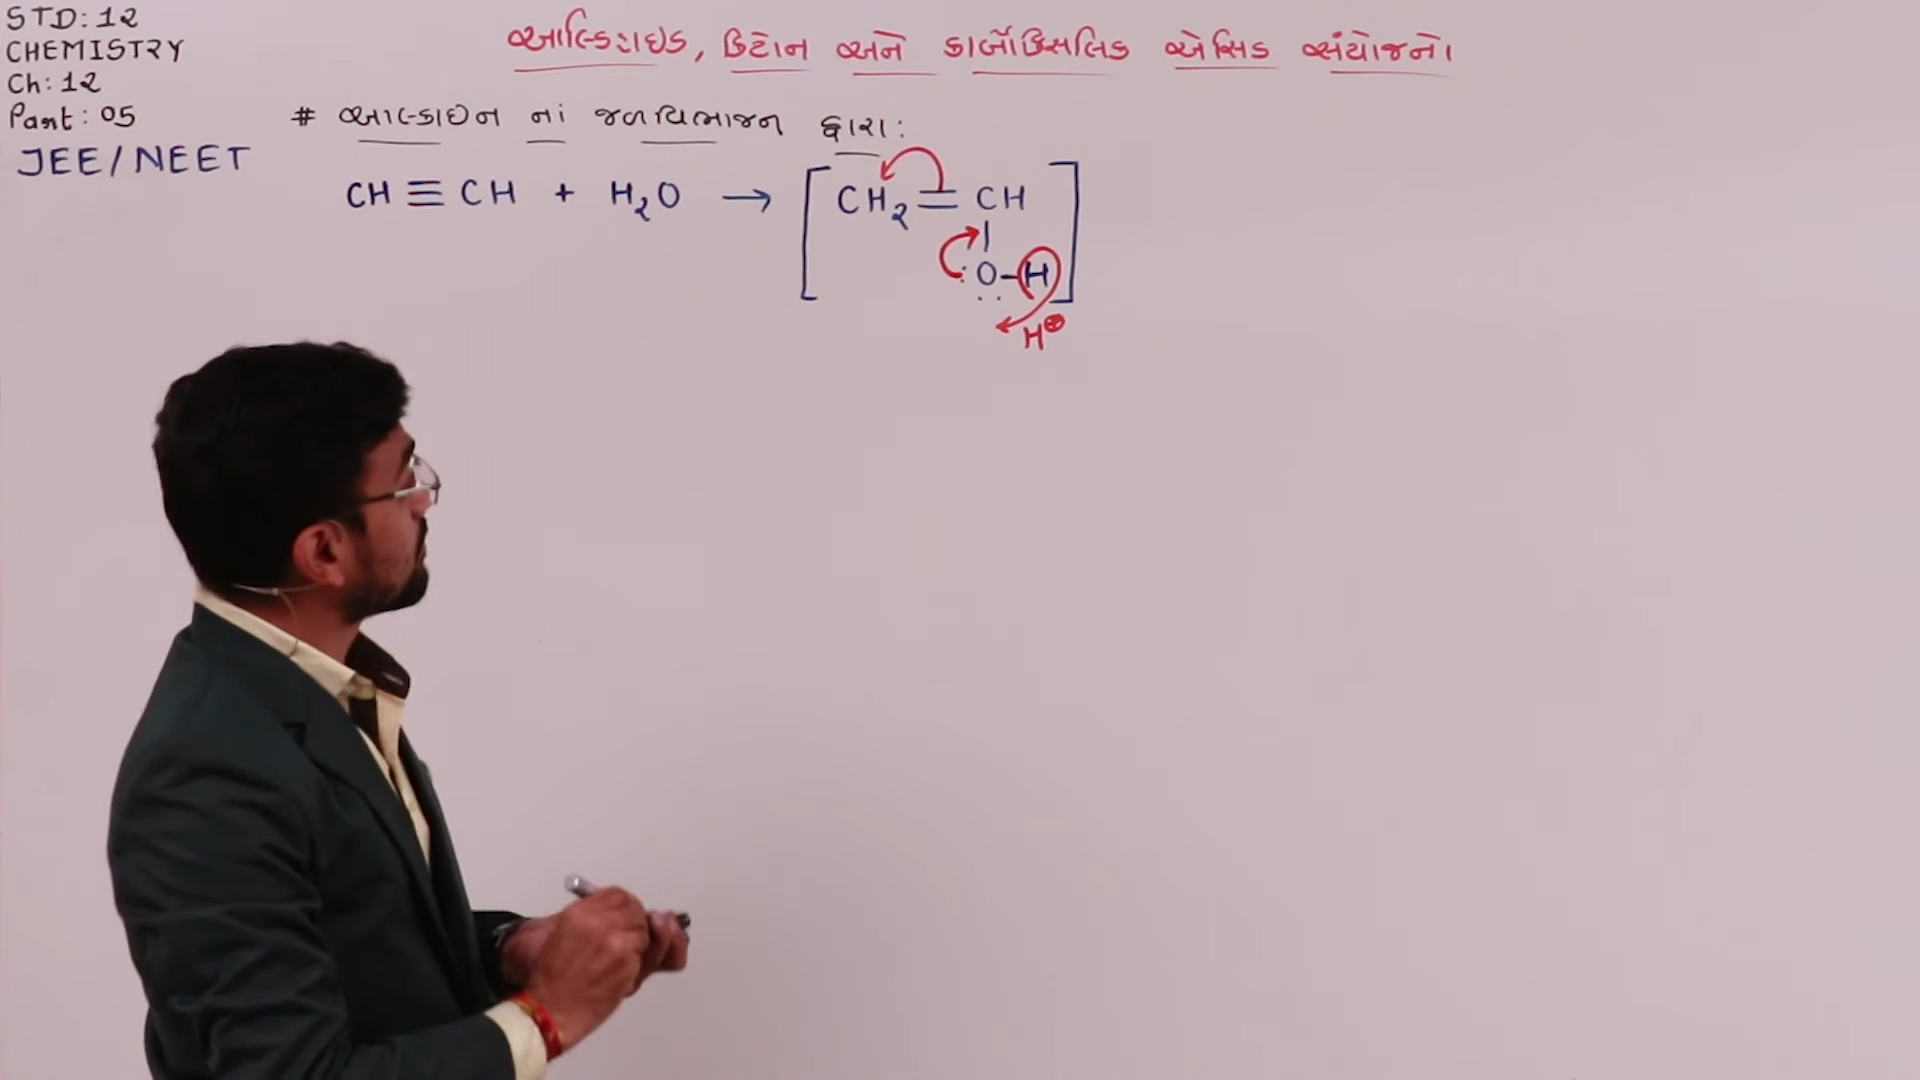 STD: 12
CHEMISTRY
Ch: 12
Part: 05
JEE/NEET
આલ્ડિહાઇડ, કિટોન અને કાર્બોક્સિલિક એસિડ સંયોજનો
# આલ્કાઇન નાં જળવિભાજન દ્વારા:
CH ≡ CH + H₂O → [CH₂ = CH
|
:O-H]
H⊕